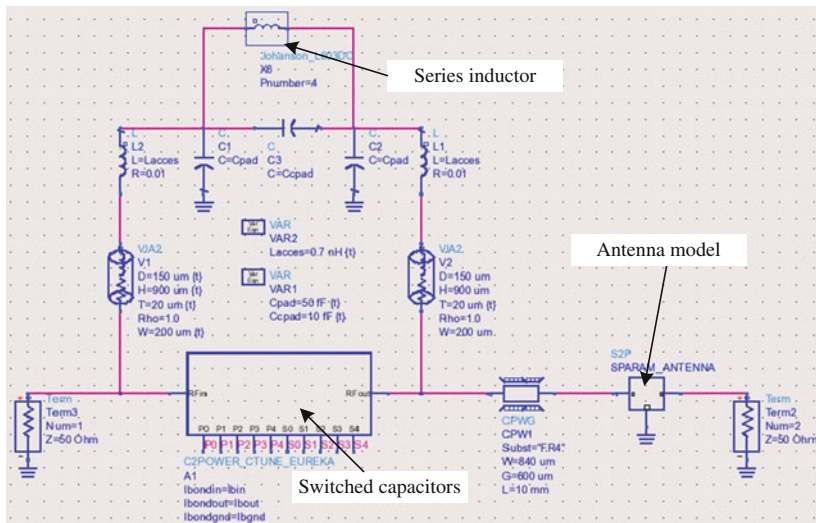 X6
Pnumber=4
Series inductor
L
L2
L=Lacces
R=0.01
C
C1
C=Cpad
C
C3
C=Ccpad
C
C2
C=Cpad
L
L1
L=Lacces
R=0.01
VAR
VAR2
Lacces=0.7 nH {t}
VAR
VAR1
Cpad=50 fF {t}
Ccpad=10 fF {t}
VIA2
V1
D=150 um {t}
H=900 um {t}
T=20 um {t}
Rho=1.0
W=200 um {t}
VIA2
V2
D=150 um
H=900 um
T=20 um {t}
Rho=1.0
W=200 um
Antenna model
S2P
SPARAM_ANTENNA
Term
Term3
Num=1
Z=50 Ohm
RFin
RFout
P0 P1 P2 P3 P4 S0 S1 S2 S3 S4
P0 P1 P2 P3 P4 S0 S1 S2 S3 S4
C2POWER_CTUNE_EUREKA
A1
Ibondin=Ibin
Ibondout=Ibout
Ibondgnd=Ibgnd
Switched capacitors
CPWG
CPW1
Subst="FR4"
W=840 um
G=600 um
L=10 mm
Term
Term2
Num=2
Z=50 Ohm